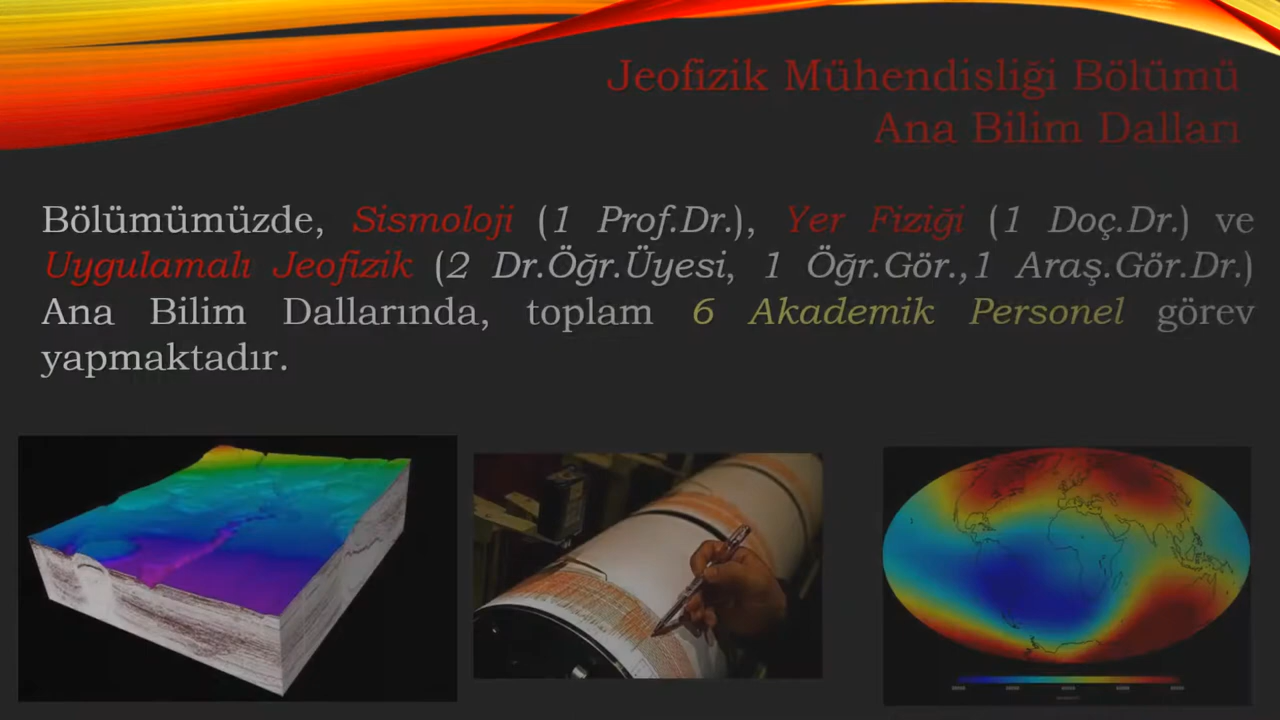 Jeofizik Mühendisliği Bölümü
Ana Bilim Dalları
Bölümümüzde, Sismoloji (1 Prof.Dr.), Yer Fiziği (1 Doç.Dr.) ve
Uygulamalı Jeofizik (2 Dr.Öğr.Üyesi, 1 Öğr.Gör.,1 Araş.Gör.Dr.)
Ana Bilim Dallarında, toplam 6 Akademik Personel görev
yapmaktadır.